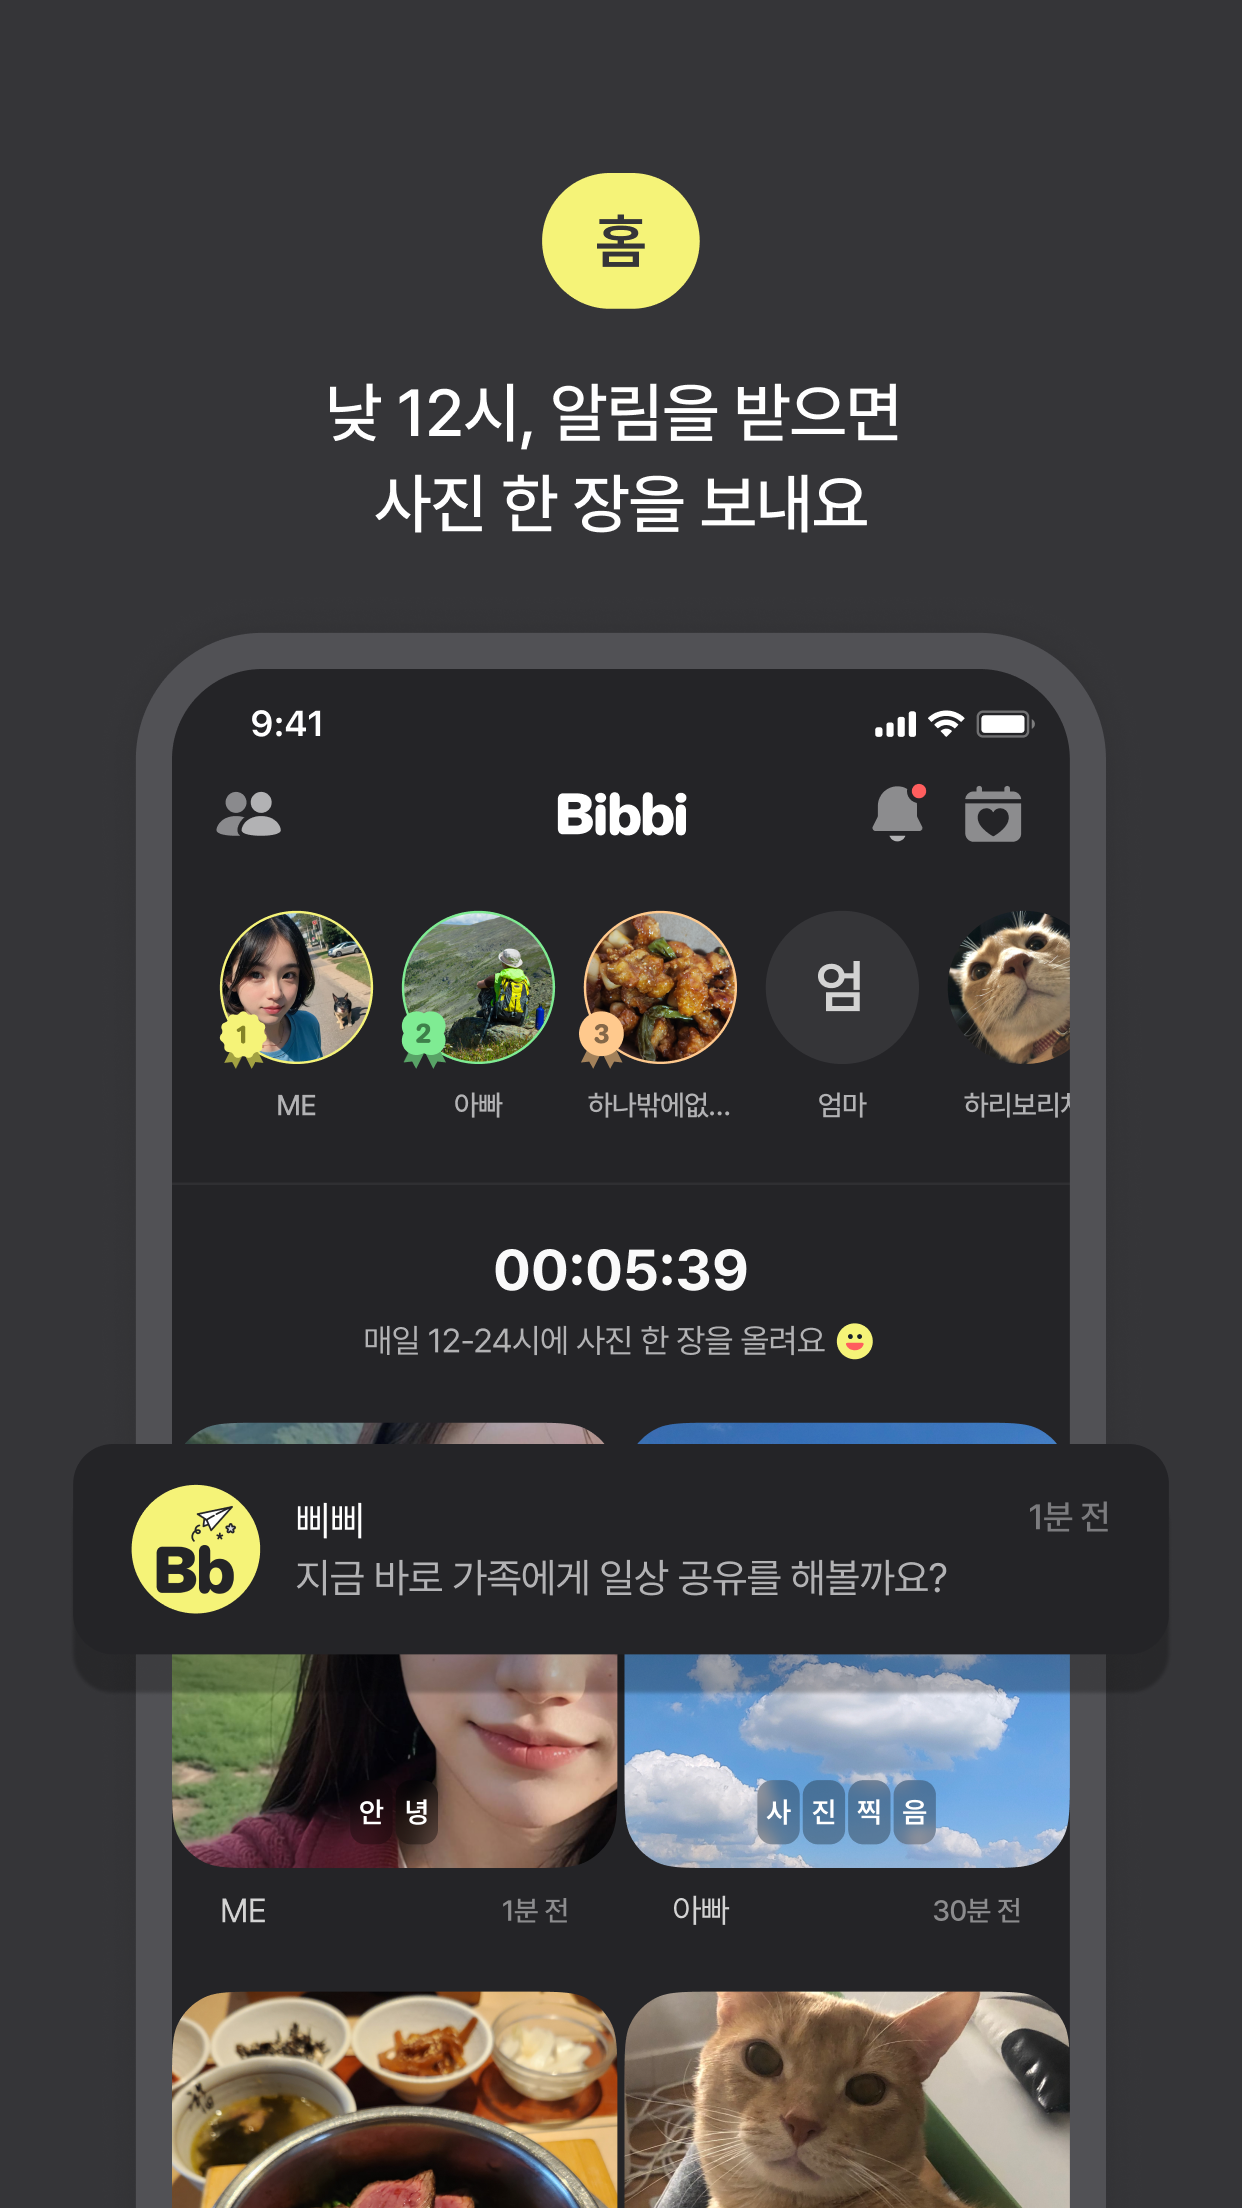 홈
낮 12시, 알림을 받으면
사진 한 장을 보내요
9:41
Bibbi
엄
1
2
3
ME
아빠
하나밖에없...
엄마
하리보리
00:05:39
매일 12-24시에 사진 한 장을 올려요
Bb
삐삐
1분 전
지금 바로 가족에게 일상 공유를 해볼까요?
안녕
사진찍음
ME
1분 전
아빠
30분 전